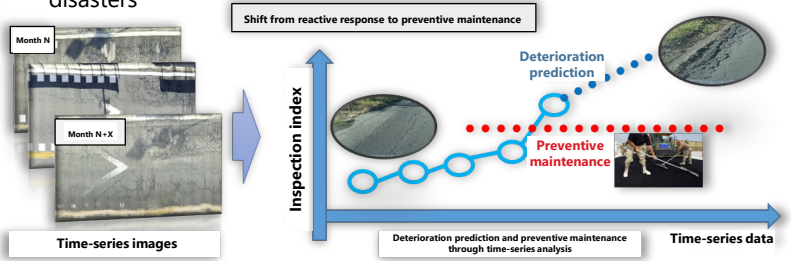 disasters
Shift from reactive response to preventive maintenance
Month N
Month N+X
Time-series images
Inspection index
Deterioration
prediction
Preventive
maintenance
Time-series data
Deterioration prediction and preventive maintenance
through time-series analysis